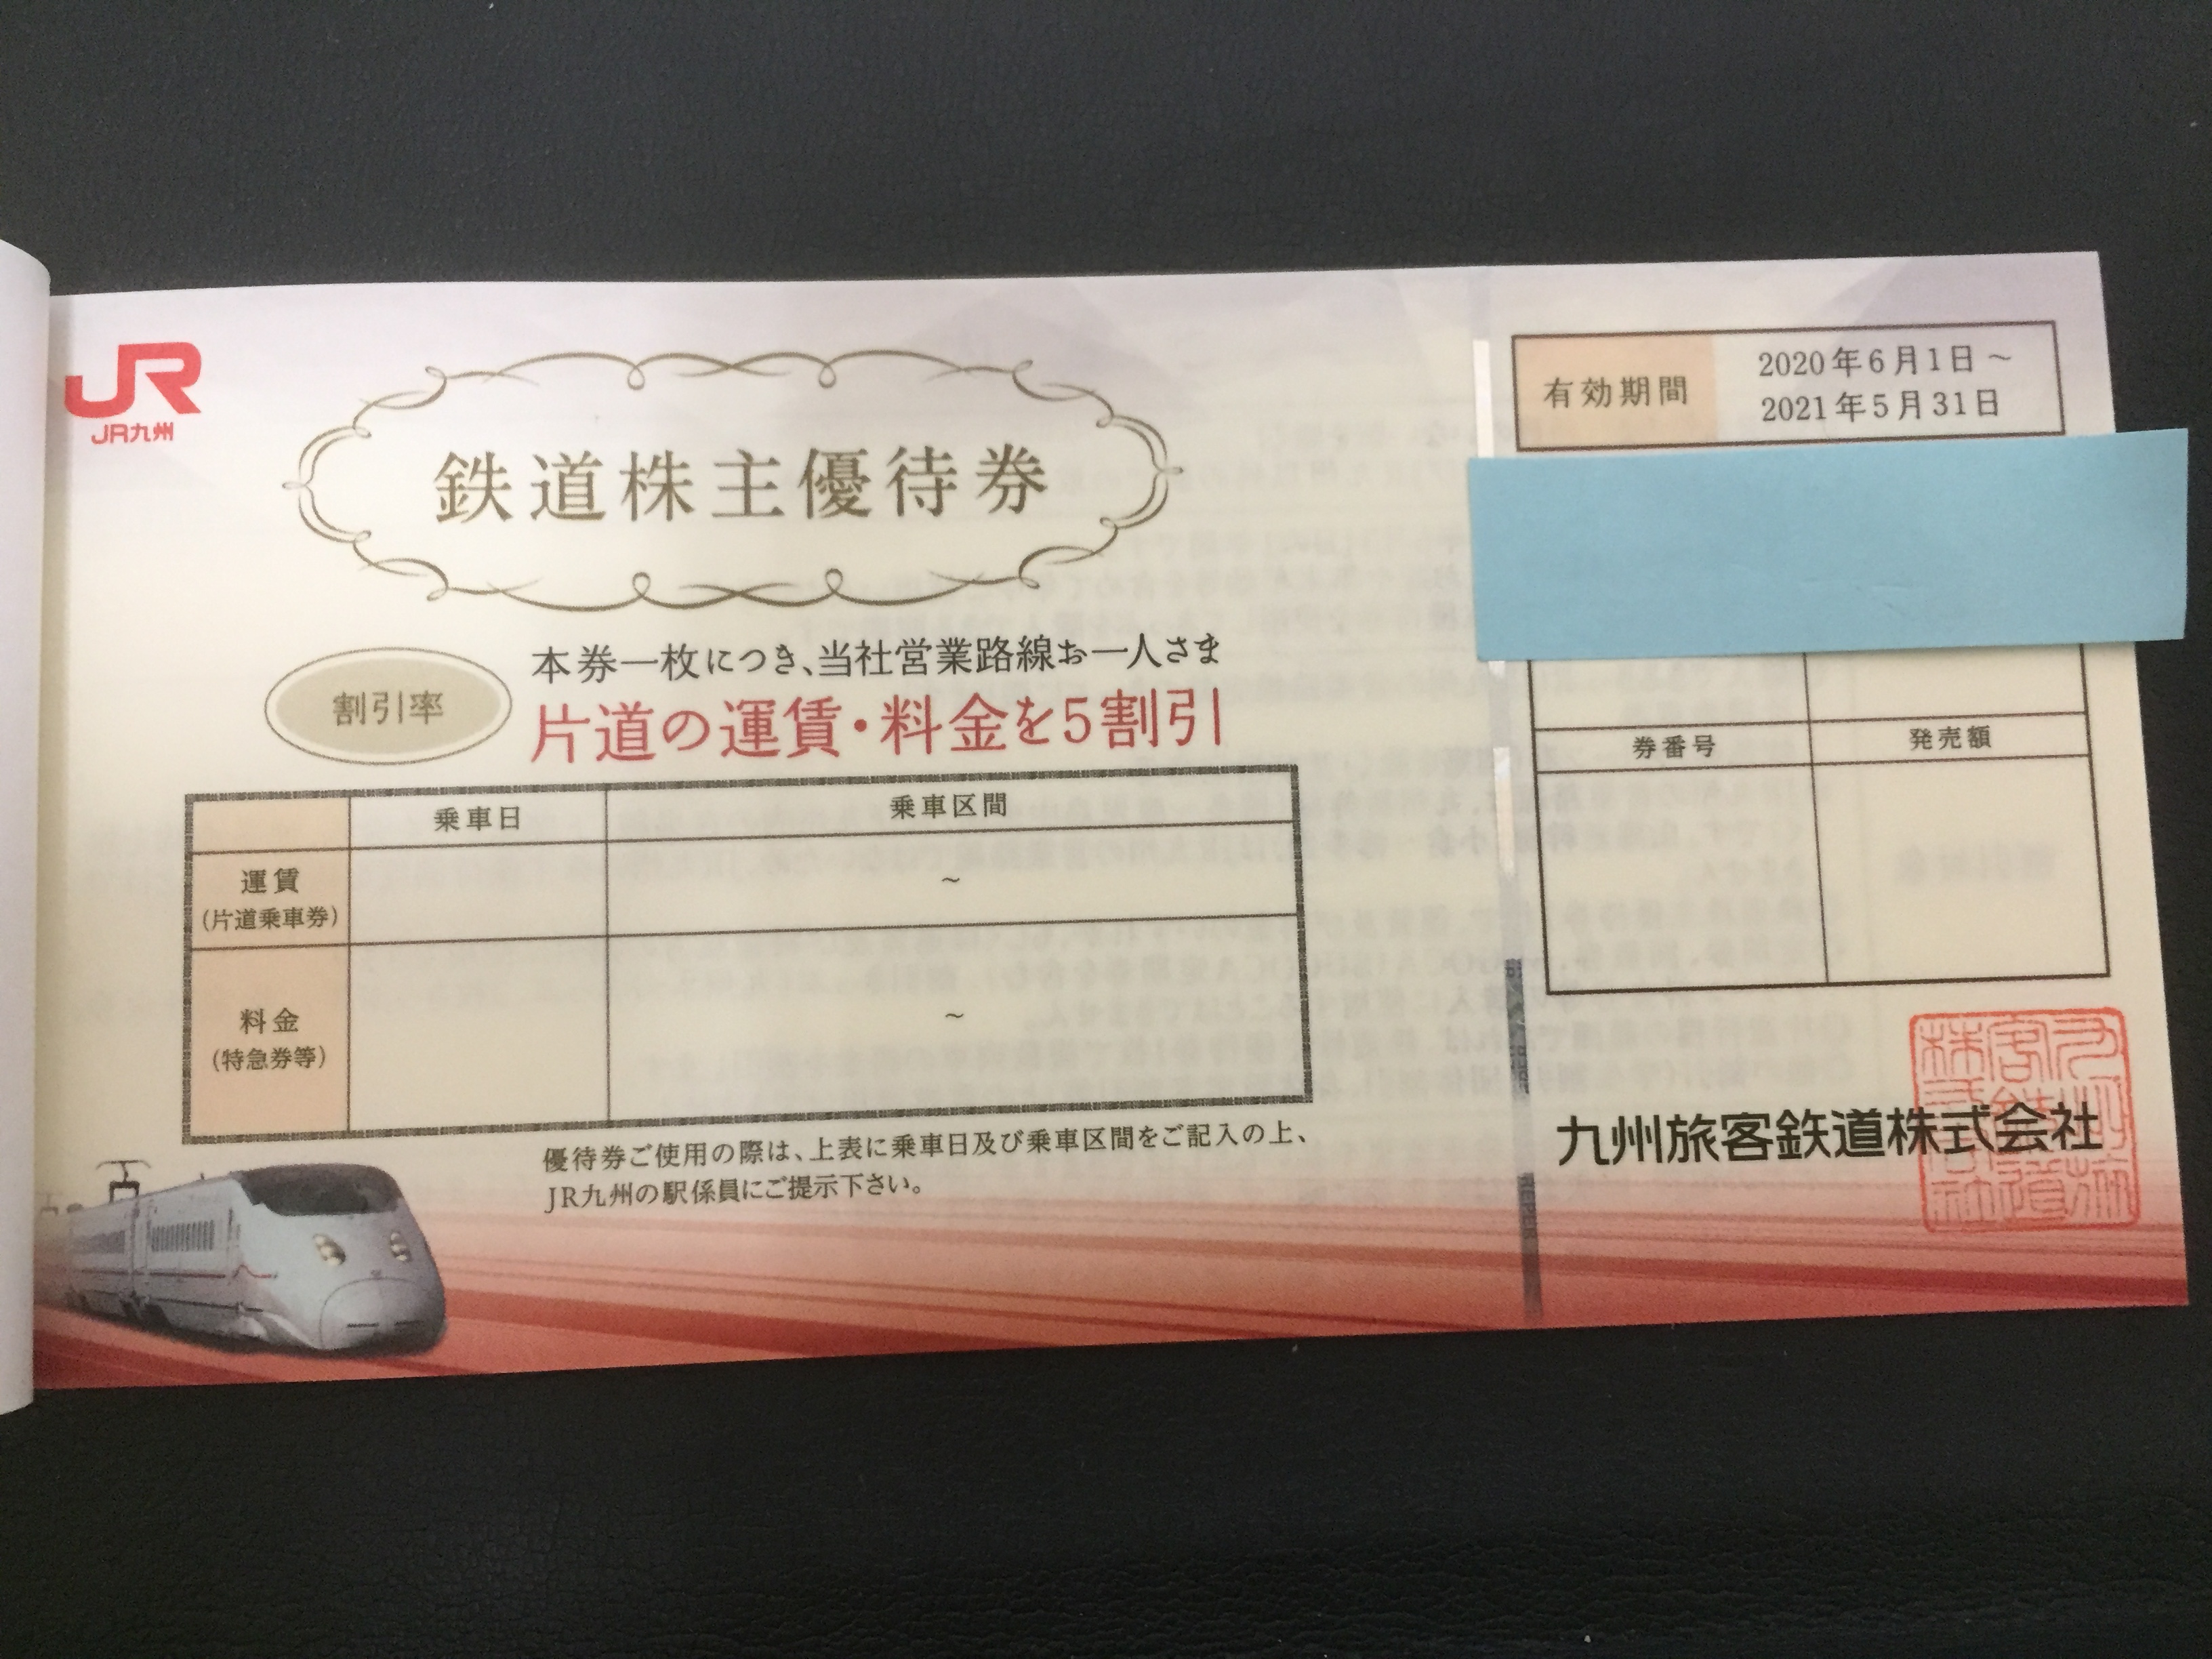 JR
JR九州
鉄道株主優待券
割引率
本券一枚につき、当社営業路線お一人さま
片道の運賃・料金を5割引
乗車日
乗車区間
運賃
(片道乗車券)
~
料金
(特急券等)
~
優待券ご使用の際は、上表に乗車日及び乗車区間をご記入の上、
JR九州の駅係員にご提示下さい。
有効期間
2020年6月1日~
2021年5月31日
券番号
発売額
九州旅客鉄道株式会社